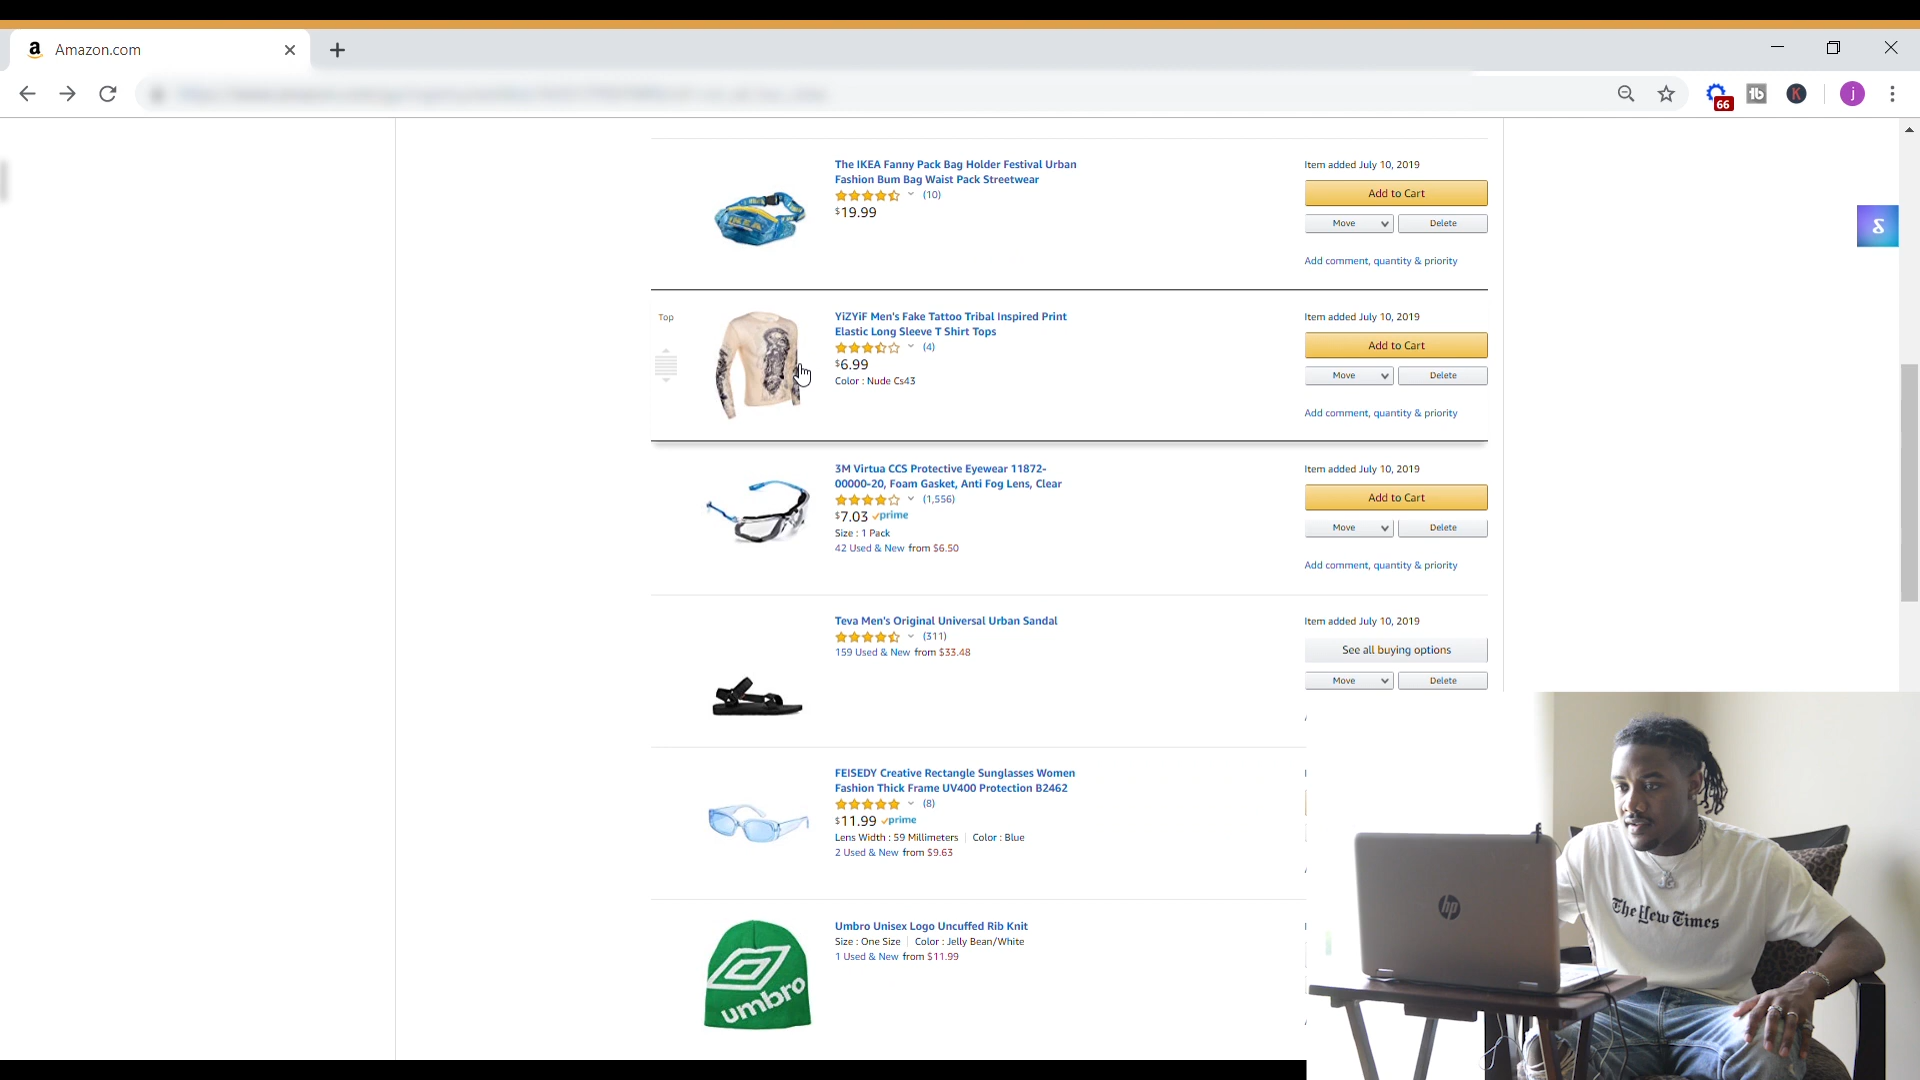 Amazon.com
66
j
The IKEA Fanny Pack Bag Holder Festival Urban
Fashion Bum Bag Waist Pack Streetwear
(10)
$19.99
Item added July 10, 2019
Add to Cart
Move
Delete
Add comment, quantity & priority
Top
YiZYiF Men's Fake Tattoo Tribal Inspired Print
Elastic Long Sleeve T Shirt Tops
(4)
$6.99
Color : Nude Cs43
Item added July 10, 2019
Add to Cart
Move
Delete
Add comment, quantity & priority
3M Virtua CCS Protective Eyewear 11872-
00000-20, Foam Gasket, Anti Fog Lens, Clear
(1,556)
$7.03 prime
Size : 1 Pack
42 Used & New from $6.50
Item added July 10, 2019
Add to Cart
Move
Delete
Add comment, quantity & priority
Teva Men's Original Universal Urban Sandal
(311)
159 Used & New from $33.48
Item added July 10, 2019
See all buying options
Move
Delete
FEISEDY Creative Rectangle Sunglasses Women
Fashion Thick Frame UV400 Protection B2462
(8)
$11.99 prime
Lens Width : 59 Millimeters | Color : Blue
2 Used & New from $9.63
Umbro Unisex Logo Uncuffed Rib Knit
Size : One Size | Color : Jelly Bean/White
1 Used & New from $11.99
umbro
hp
The New Times